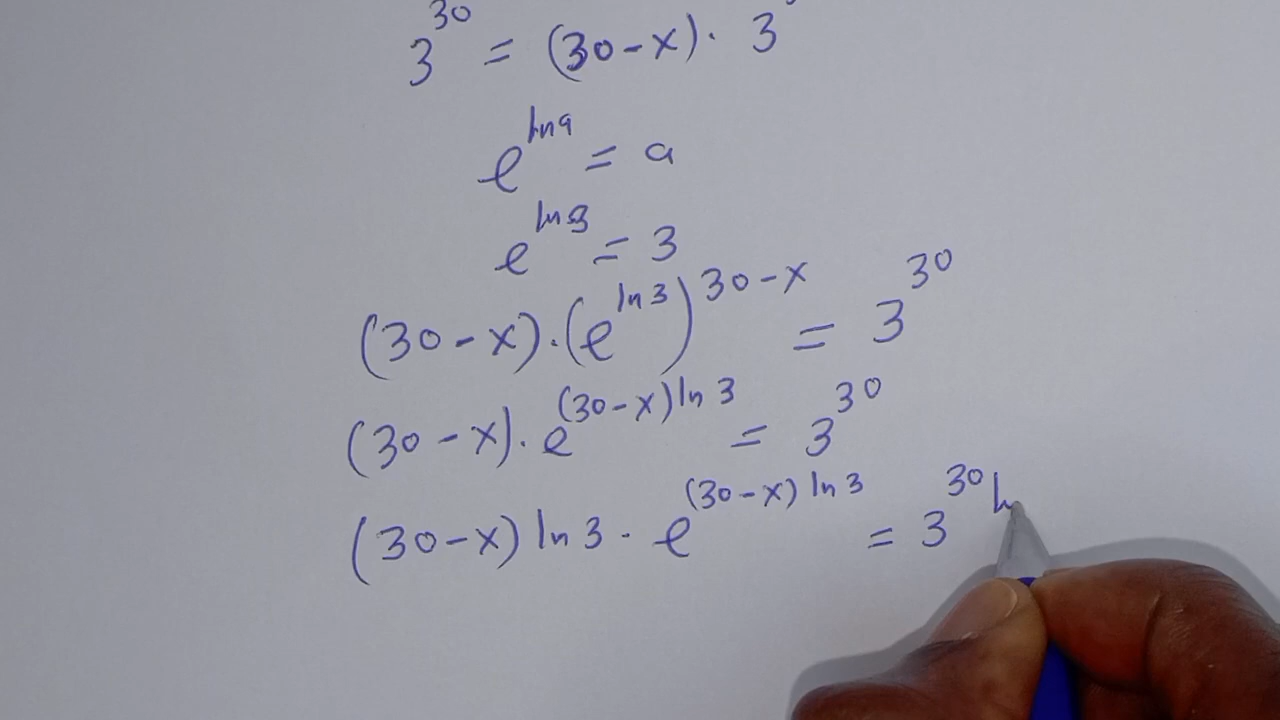 3^30 = (30-x). 3
e^ln a = a
e^ln 3 = 3
(30-x).(e^ln 3)^30-x = 3^30
(30-x). e^(30-x) ln 3 = 3^30
(30-x) ln 3 . e^(30-x) ln 3 = 3^30 ln